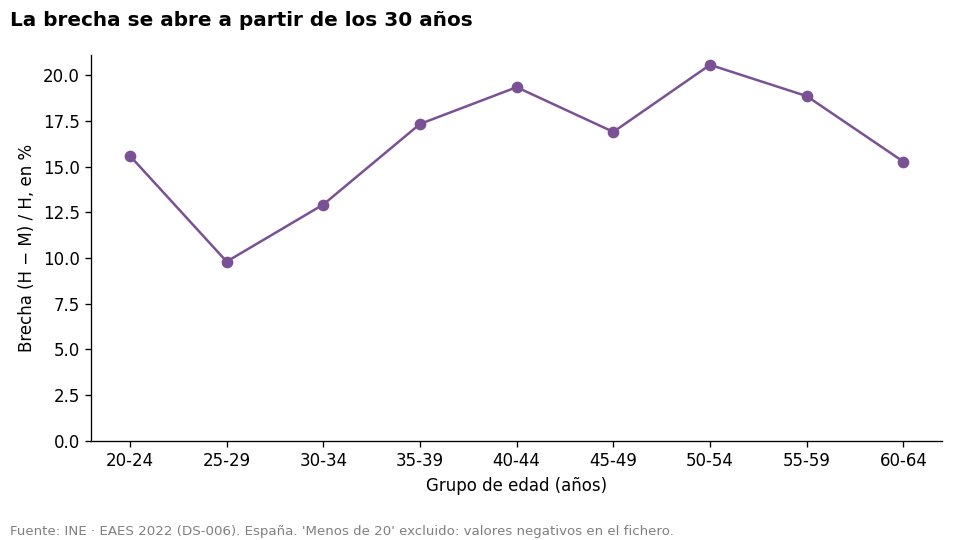 La brecha se abre a partir de los 30 años
Brecha (H − M) / H, en %
20.0
17.5
15.0
12.5
10.0
7.5
5.0
2.5
0.0
20-24 25-29 30-34 35-39 40-44 45-49 50-54 55-59 60-64
Grupo de edad (años)
Fuente: INE · EAES 2022 (DS-006). España. 'Menos de 20' excluido: valores negativos en el fichero.